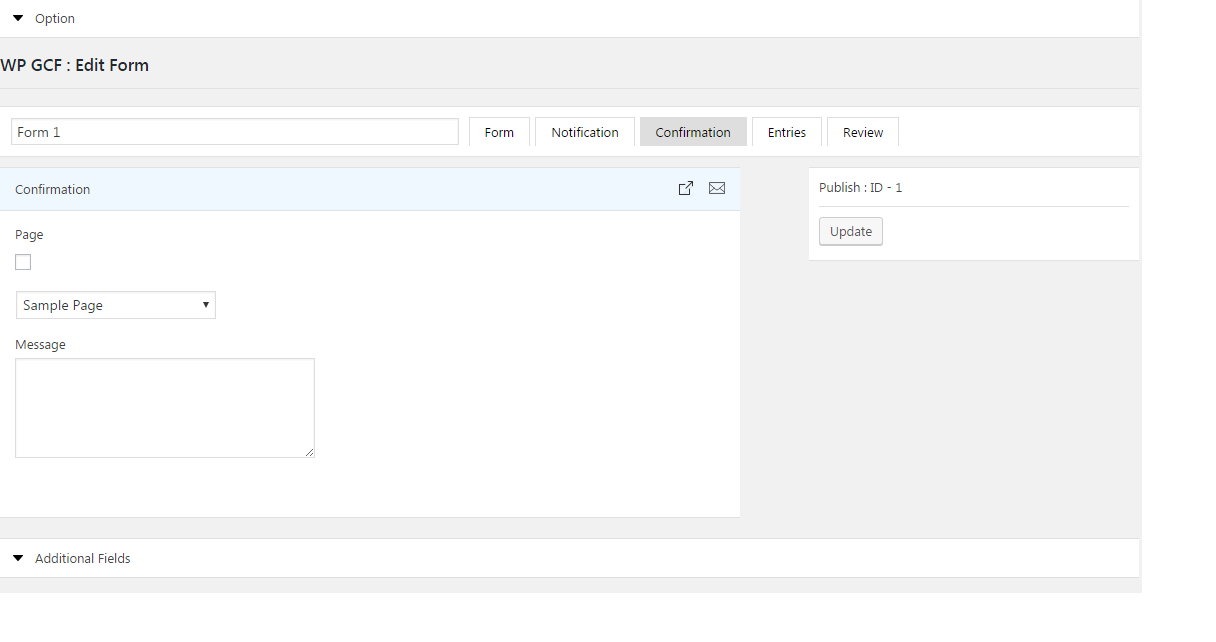 Option
WP GCF : Edit Form
Form 1 Form Notification Confirmation Entries Review
Confirmation
Publish : ID - 1
Update
Page
Sample Page
Message
Additional Fields